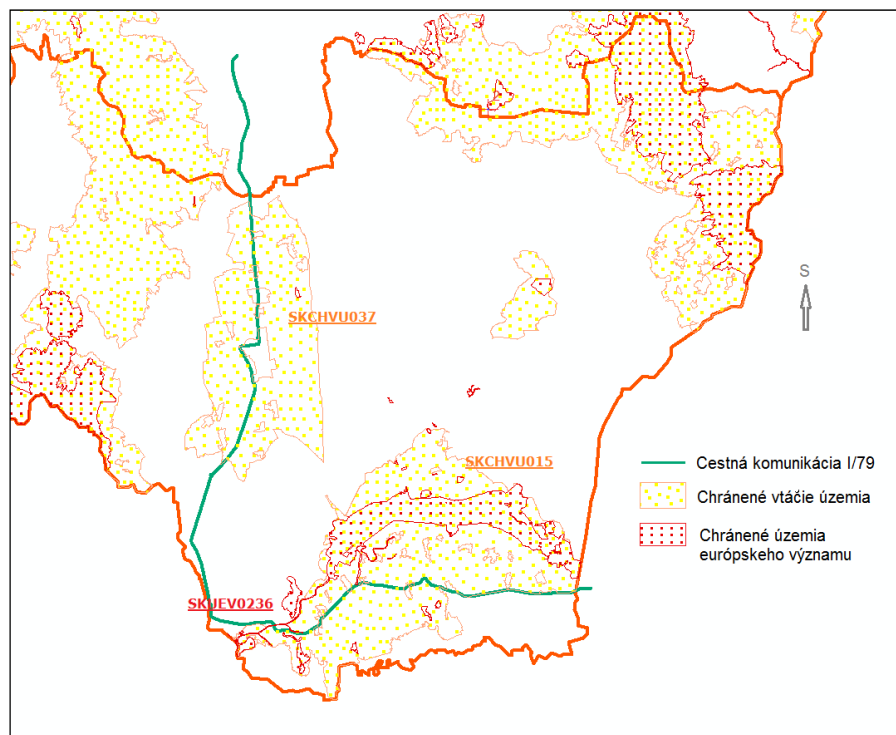 S
SKCHVU037
SKCHVU015
Cestná komunikácia I/79
Chránené vtáčie územia
Chránené územia
európskeho významu
SKUEV0236